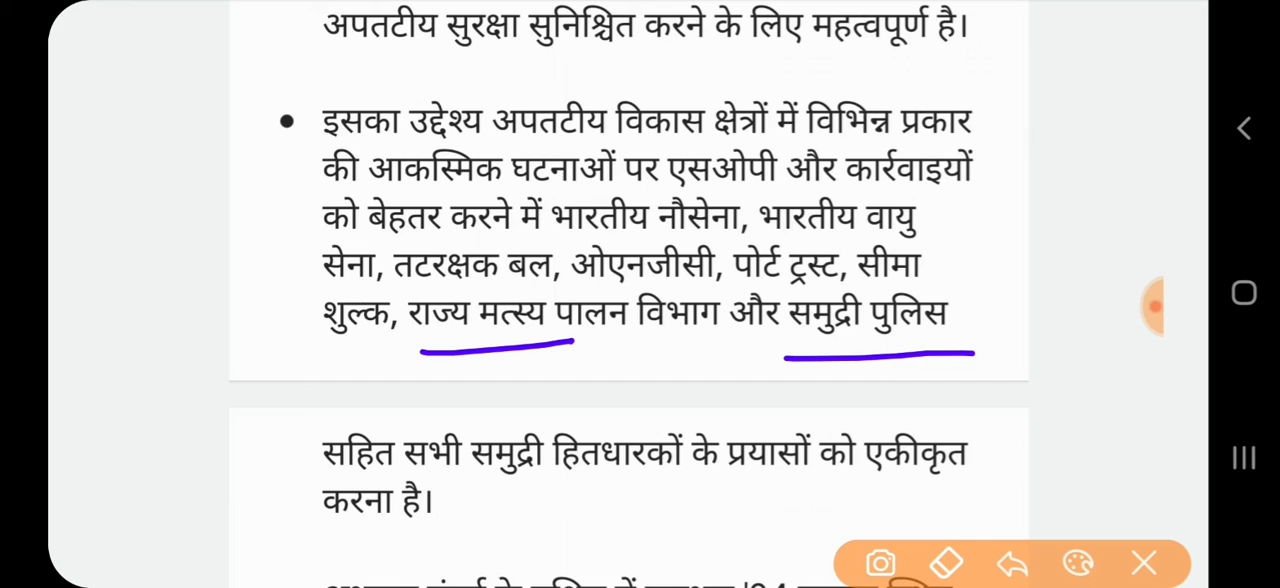 अपतटीय सुरक्षा सुनिश्चित करने के लिए महत्वपूर्ण है।
• इसका उद्देश्य अपतटीय विकास क्षेत्रों में विभिन्न प्रकार
की आकस्मिक घटनाओं पर एसओपी और कार्रवाइयों
को बेहतर करने में भारतीय नौसेना, भारतीय वायु
सेना, तटरक्षक बल, ओएनजीसी, पोर्ट ट्रस्ट, सीमा
शुल्क, राज्य मत्स्य पालन विभाग और समुद्री पुलिस
सहित सभी समुद्री हितधारकों के प्रयासों को एकीकृत
करना है।